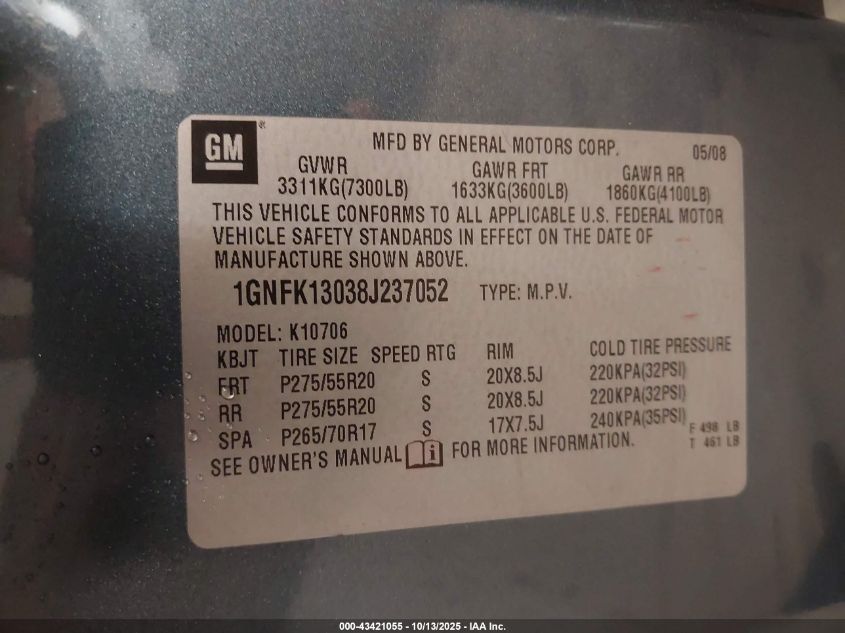 GM
MFD BY GENERAL MOTORS CORP. 05/08
GVWR GAWR FRT GAWR RR
3311KG(7300LB) 1633KG(3600LB) 1860KG(4100LB)
THIS VEHICLE CONFORMS TO ALL APPLICABLE U.S. FEDERAL MOTOR
VEHICLE SAFETY STANDARDS IN EFFECT ON THE DATE OF
MANUFACTURE SHOWN ABOVE.
1GNFK13038J237052 TYPE: M.P.V.
MODEL: K10706
KBJT TIRE SIZE SPEED RTG RIM COLD TIRE PRESSURE
FRT P275/55R20 S 20X8.5J 220KPA(32PSI)
RR P275/55R20 S 20X8.5J 220KPA(32PSI)
SPA P265/70R17 S 17X7.5J 240KPA(35PSI) F 498 LB
SEE OWNER'S MANUAL i FOR MORE INFORMATION. T 461 LB
000-43421055 - 10/13/2025 - IAA Inc.